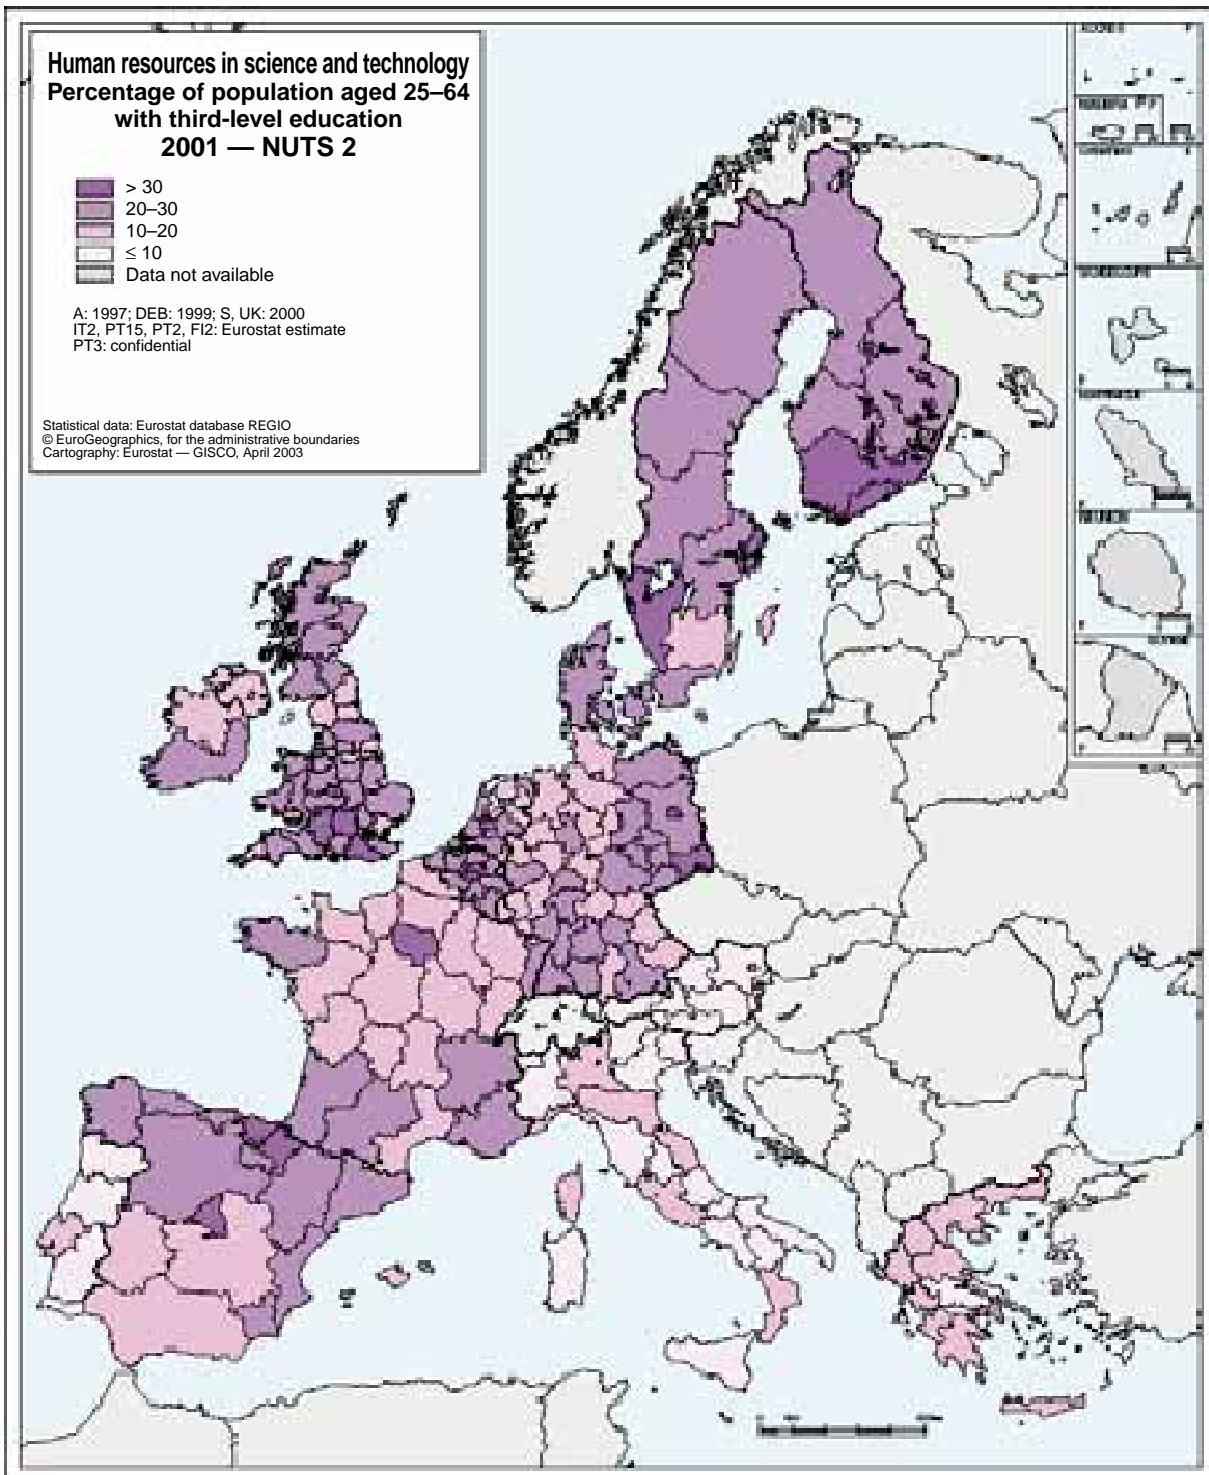 Human resources in science and technology
Percentage of population aged 25–64
with third-level education
2001 — NUTS 2
> 30
20–30
10–20
≤ 10
Data not available
A: 1997; DEB: 1999; S, UK: 2000
IT2, PT15, PT2, FI2: Eurostat estimate
PT3: confidential
Statistical data: Eurostat database REGIO
© EuroGeographics, for the administrative boundaries
Cartography: Eurostat — GISCO, April 2003